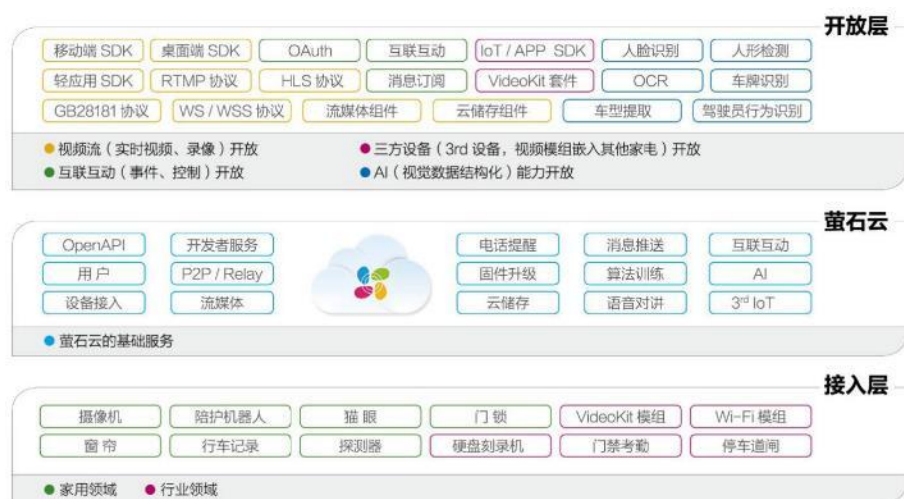 开放层
移动端 SDK 桌面端 SDK OAuth 互联互动 IoT / APP SDK 人脸识别 人形检测
轻应用 SDK RTMP 协议 HLS 协议 消息订阅 VideoKit 套件 OCR 车牌识别
GB28181 协议 WS / WSS 协议 流媒体组件 云储存组件 车型提取 驾驶员行为识别
视频流（实时视频、录像）开放 三方设备（3rd 设备，视频模组嵌入其他家电）开放
互联互动（事件、控制）开放 AI（视觉数据结构化）能力开放
萤石云
OpenAPI 开发者服务 电话提醒 消息推送 互联互动
用户 P2P / Relay 固件升级 算法训练 AI
设备接入 流媒体 云储存 语音对讲 3rd IoT
萤石云的基础服务
接入层
摄像机 陪护机器人 猫眼 门锁 VideoKit 模组 Wi-Fi 模组
窗帘 行车记录 探测器 硬盘刻录机 门禁考勤 停车道闸
家用领域 行业领域